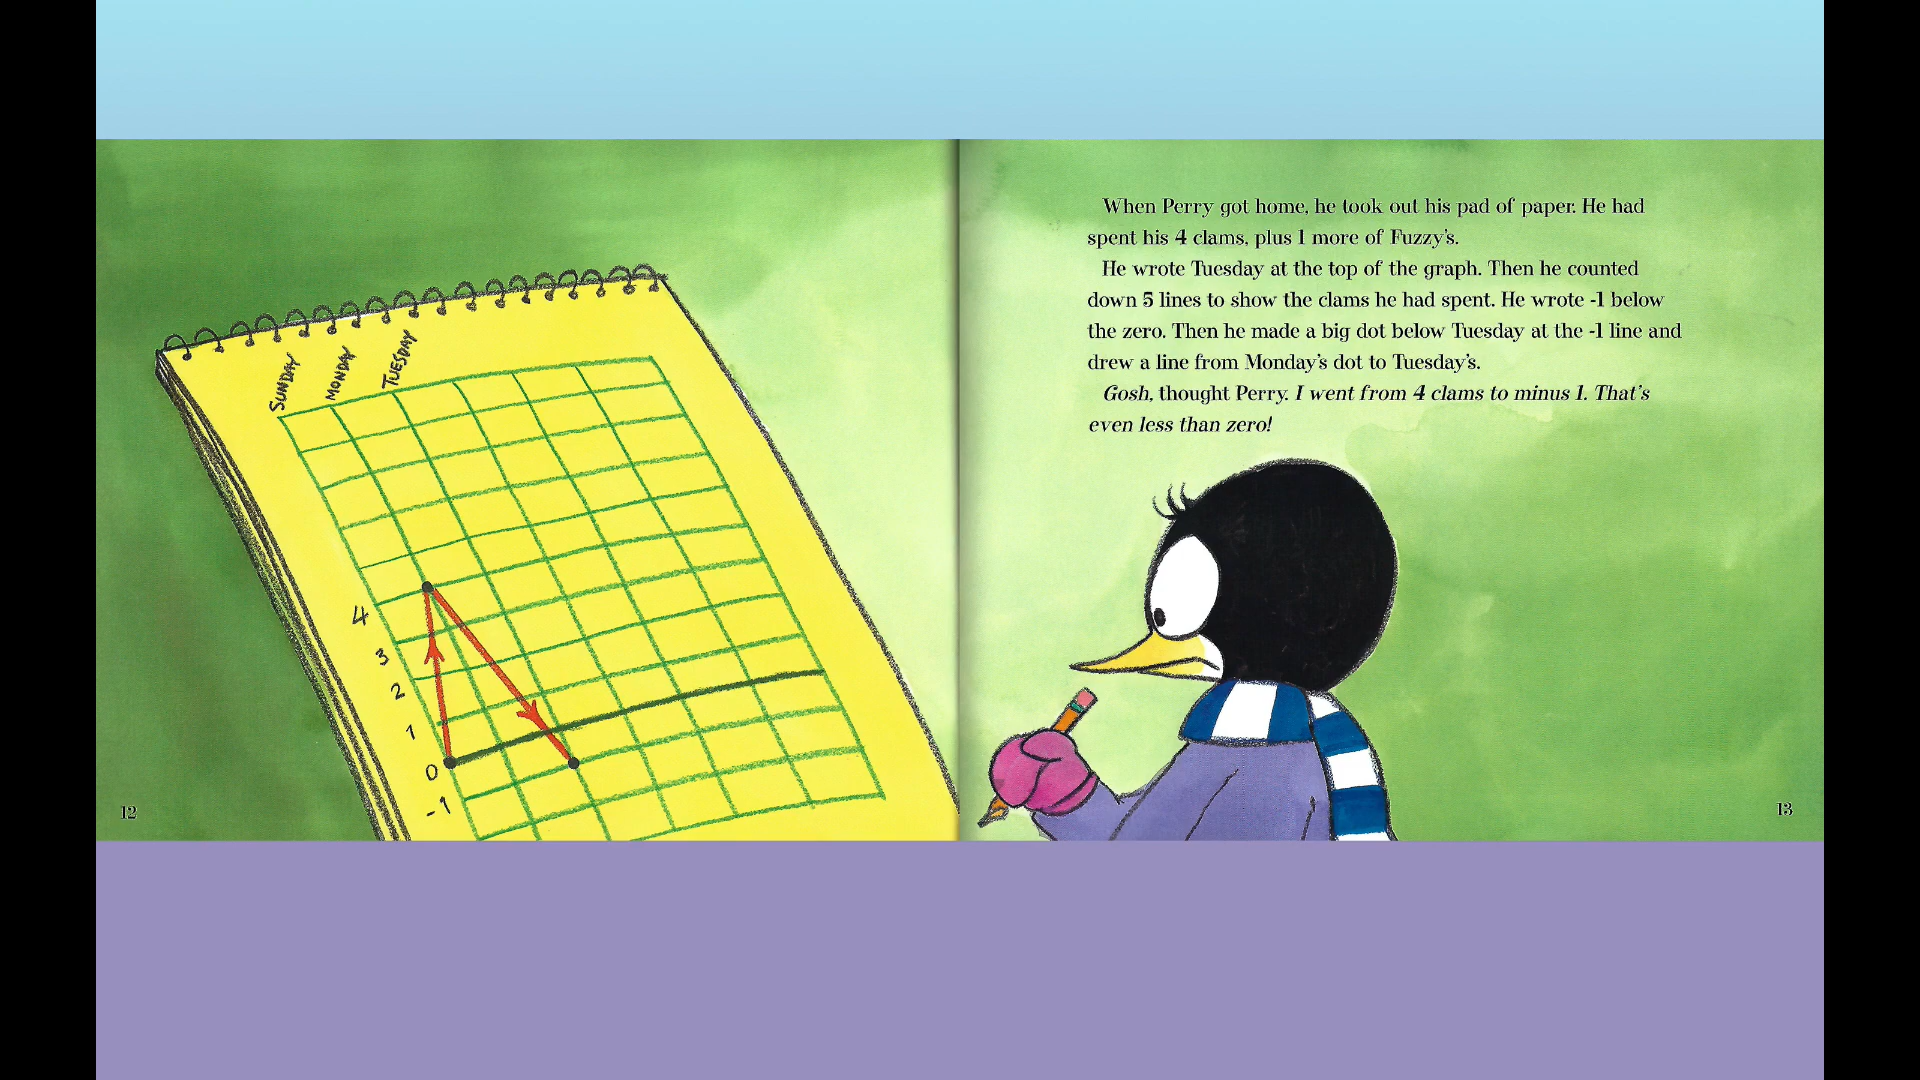 SUNDAY
MONDAY
TUESDAY
4
3
2
1
0
-1
12
When Perry got home, he took out his pad of paper. He had
spent his 4 clams, plus 1 more of Fuzzy's.
He wrote Tuesday at the top of the graph. Then he counted
down 5 lines to show the clams he had spent. He wrote -1 below
the zero. Then he made a big dot below Tuesday at the -1 line and
drew a line from Monday's dot to Tuesday's.
Gosh, thought Perry. I went from 4 clams to minus 1. That's
even less than zero!
13